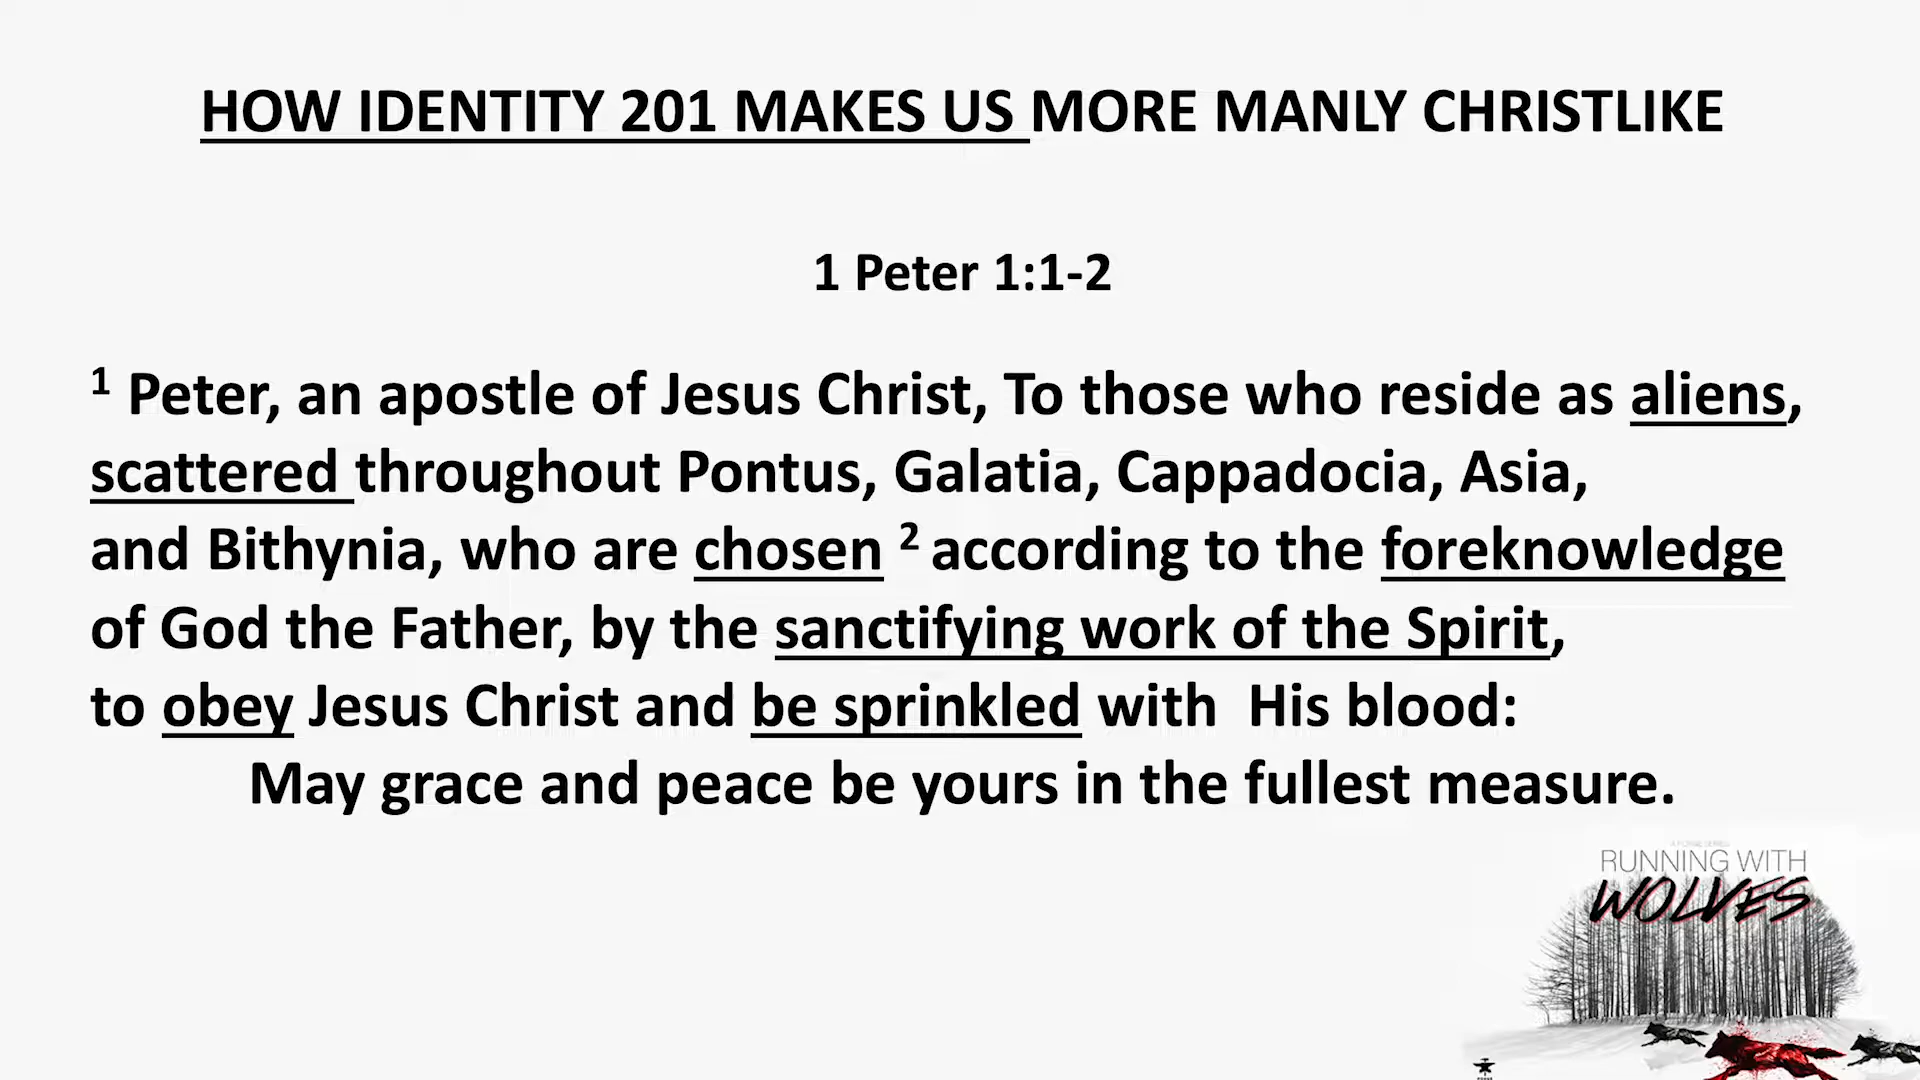 HOW IDENTITY 201 MAKES US MORE MANLY CHRISTLIKE
1 Peter 1:1-2
1 Peter, an apostle of Jesus Christ, To those who reside as aliens,
scattered throughout Pontus, Galatia, Cappadocia, Asia,
and Bithynia, who are chosen 2 according to the foreknowledge
of God the Father, by the sanctifying work of the Spirit,
to obey Jesus Christ and be sprinkled with His blood:
May grace and peace be yours in the fullest measure.
RUNNING WITH
WOLVES